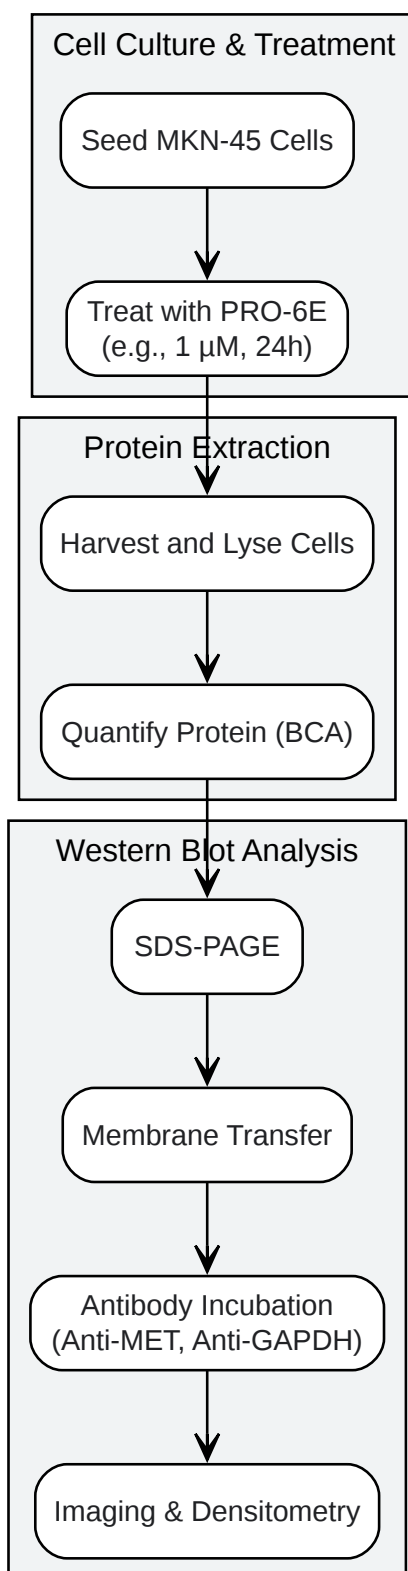 Cell Culture & Treatment
Seed MKN-45 Cells
Treat with PRO-6E
(e.g., 1 µM, 24h)
Protein Extraction
Harvest and Lyse Cells
Quantify Protein (BCA)
Western Blot Analysis
SDS-PAGE
Membrane Transfer
Antibody Incubation
(Anti-MET, Anti-GAPDH)
Imaging & Densitometry